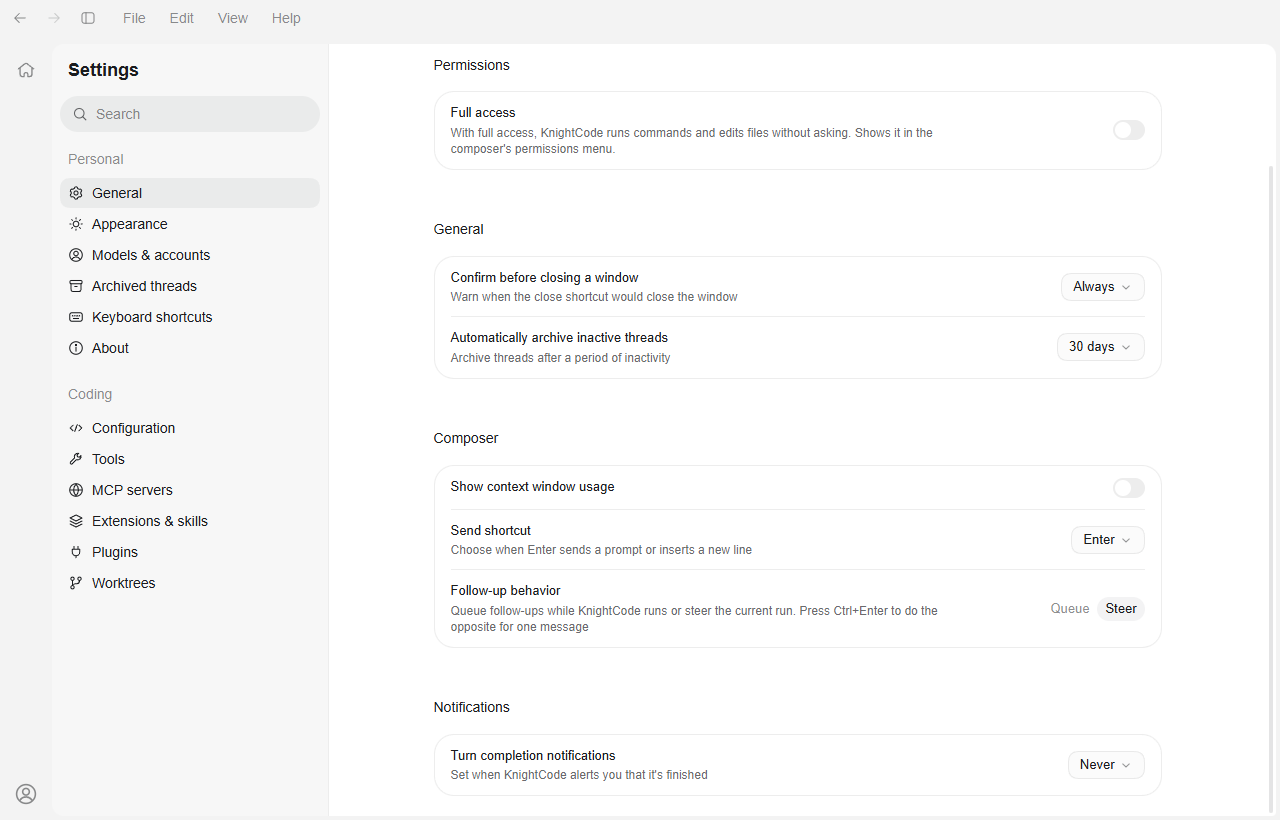 File Edit View Help
Settings
Search
Personal
General
Appearance
Models & accounts
Archived threads
Keyboard shortcuts
About
Coding
Configuration
Tools
MCP servers
Extensions & skills
Plugins
Worktrees
Permissions
Full access
With full access, KnightCode runs commands and edits files without asking. Shows it in the
composer's permissions menu.
General
Confirm before closing a window
Warn when the close shortcut would close the window
Always
Automatically archive inactive threads
Archive threads after a period of inactivity
30 days
Composer
Show context window usage
Send shortcut
Choose when Enter sends a prompt or inserts a new line
Enter
Follow-up behavior
Queue follow-ups while KnightCode runs or steer the current run. Press Ctrl+Enter to do the
opposite for one message
Queue Steer
Notifications
Turn completion notifications
Set when KnightCode alerts you that it's finished
Never